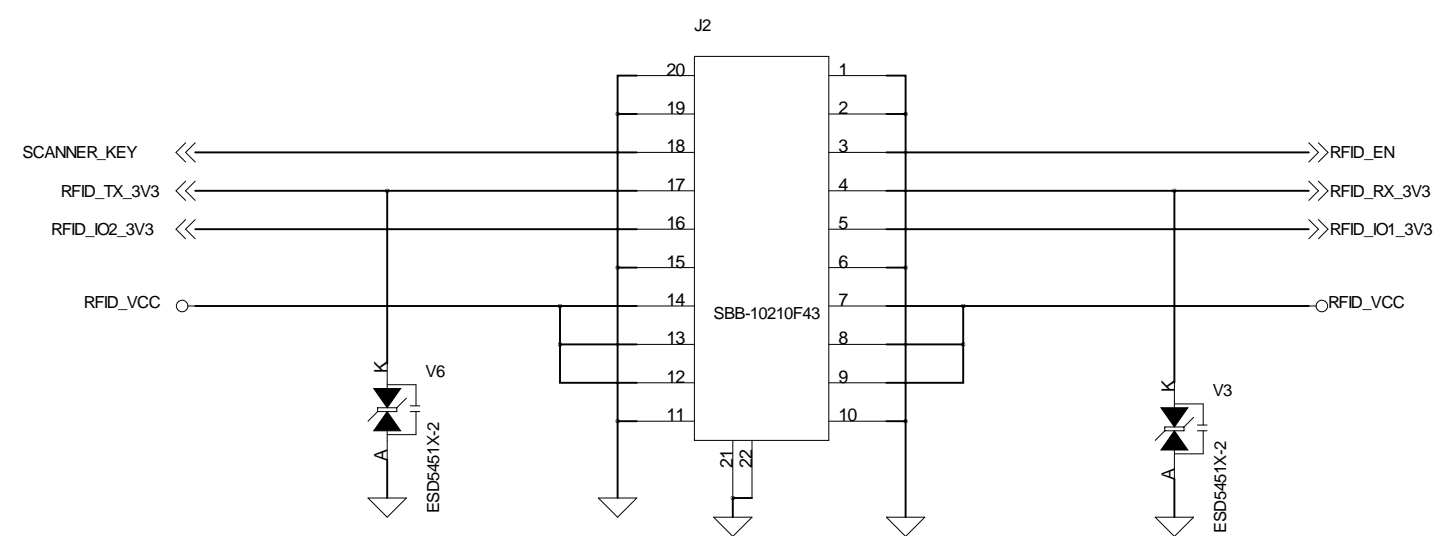 J2
20 1
19 2
SCANNER_KEY 18 3 RFID_EN
RFID_TX_3V3 17 4 RFID_RX_3V3
RFID_IO2_3V3 16 5 RFID_IO1_3V3
15 6
RFID_VCC 14 7 RFID_VCC
SBB-10210F43
13 8
12 9
11 10
21 22
K V6
A ESD5451X-2
K V3
A ESD5451X-2